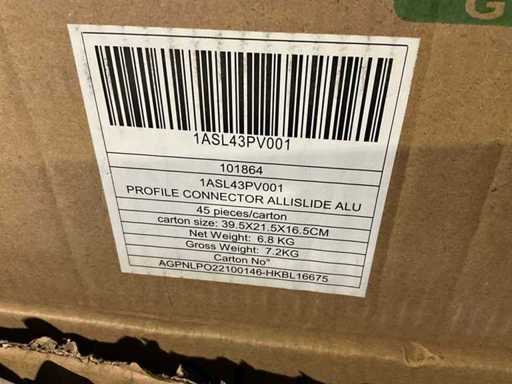 G
1ASL43PV001
101864
1ASL43PV001
PROFILE CONNECTOR ALLISLIDE ALU
45 pieces/carton
carton size: 39.5X21.5X16.5CM
Net Weight: 6.8 KG
Gross Weight: 7.2KG
Carton No"
AGPNLPO22100146-HKBL16675